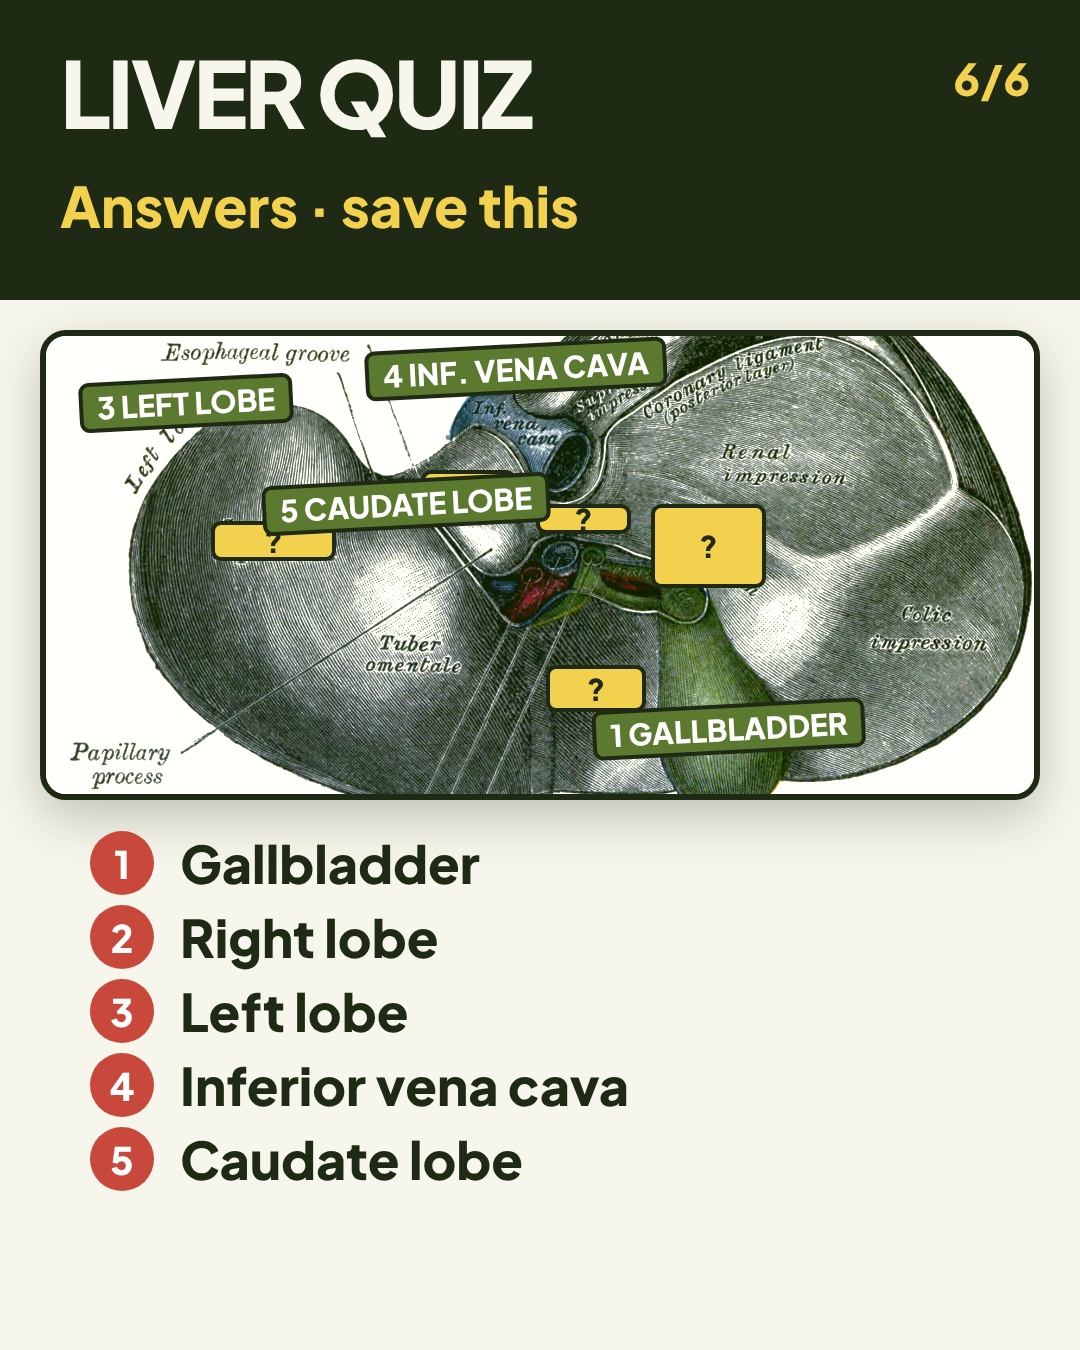 LIVER QUIZ
6/6
Answers · save this
Esophageal groove
4 INF. VENA CAVA
3 LEFT LOBE
Left
Inf.
vena
cava
Coronary ligament
(posterior layer)
Renal
impression
5 CAUDATE LOBE
?
?
?
Colic
impression
Tuber
omentale
?
1 GALLBLADDER
Papillary
process
1 Gallbladder
2 Right lobe
3 Left lobe
4 Inferior vena cava
5 Caudate lobe